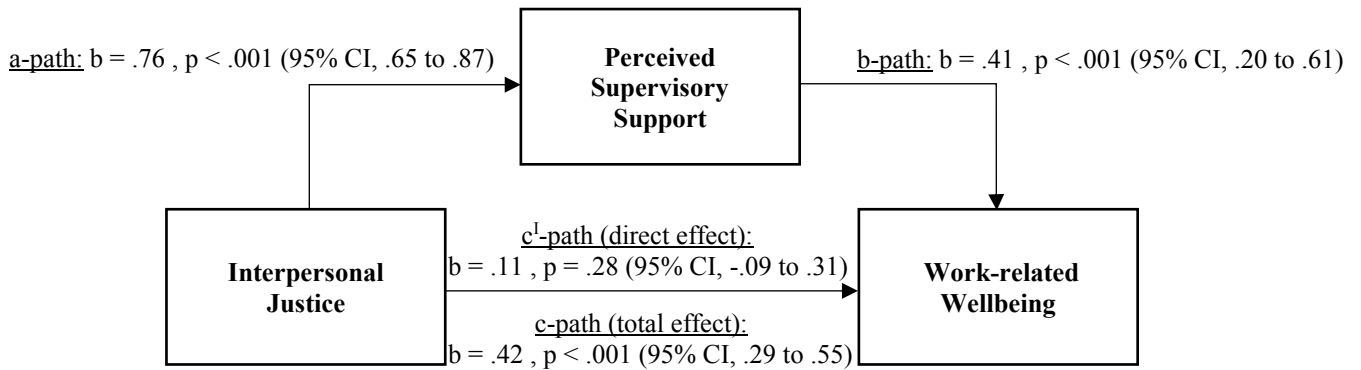 a-path: b = .76 , p < .001 (95% CI, .65 to .87)
Perceived
Supervisory
Support
b-path: b = .41 , p < .001 (95% CI, .20 to .61)
Interpersonal
Justice
cᴵ-path (direct effect):
b = .11 , p = .28 (95% CI, -.09 to .31)
c-path (total effect):
b = .42 , p < .001 (95% CI, .29 to .55)
Work-related
Wellbeing